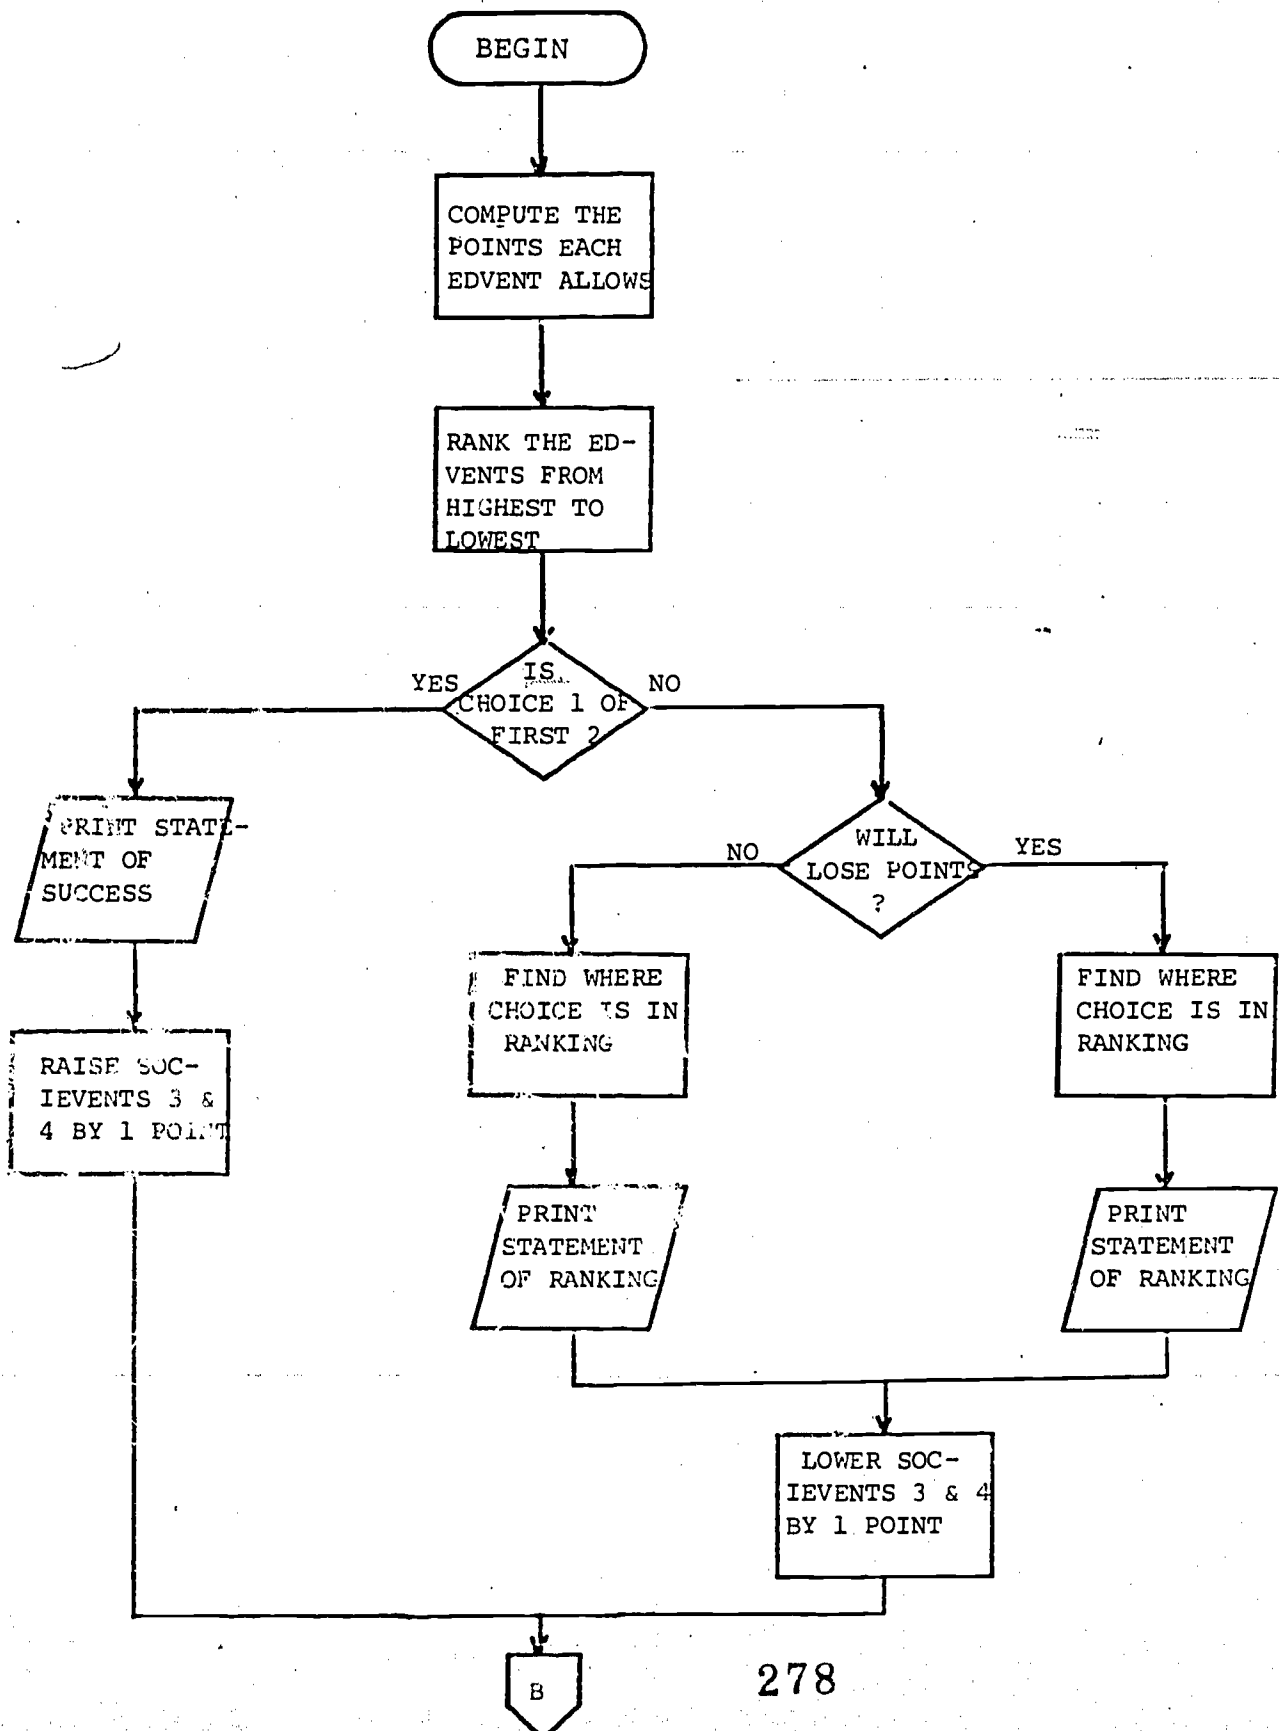 BEGIN
COMPUTE THE
POINTS EACH
EDVENT ALLOWS
RANK THE ED-
VENTS FROM
HIGHEST TO
LOWEST
YES
IS
CHOICE 1 OF
FIRST 2
NO
PRINT STATE-
MENT OF
SUCCESS
RAISE SOC-
IEVENTS 3 &
4 BY 1 POINT
NO
WILL
LOSE POINTS
?
YES
FIND WHERE
CHOICE IS IN
RANKING
PRINT
STATEMENT
OF RANKING
FIND WHERE
CHOICE IS IN
RANKING
PRINT
STATEMENT
OF RANKING
LOWER SOC-
IEVENTS 3 & 4
BY 1 POINT
B
278